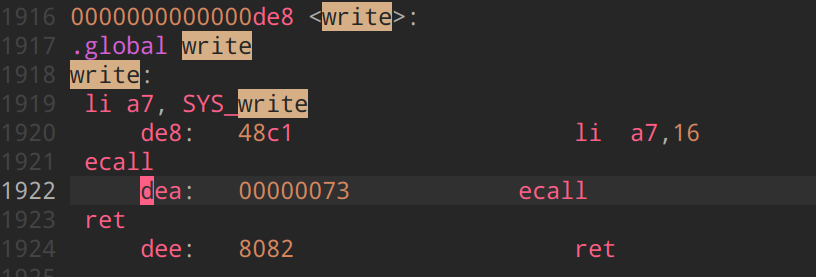 1916 0000000000000de8 <write>:
1917 .global write
1918 write:
1919  li a7, SYS_write
1920      de8:   48c1                    li  a7,16
1921  ecall
1922      dea:   00000073            ecall
1923  ret
1924      dee:   8082                    ret